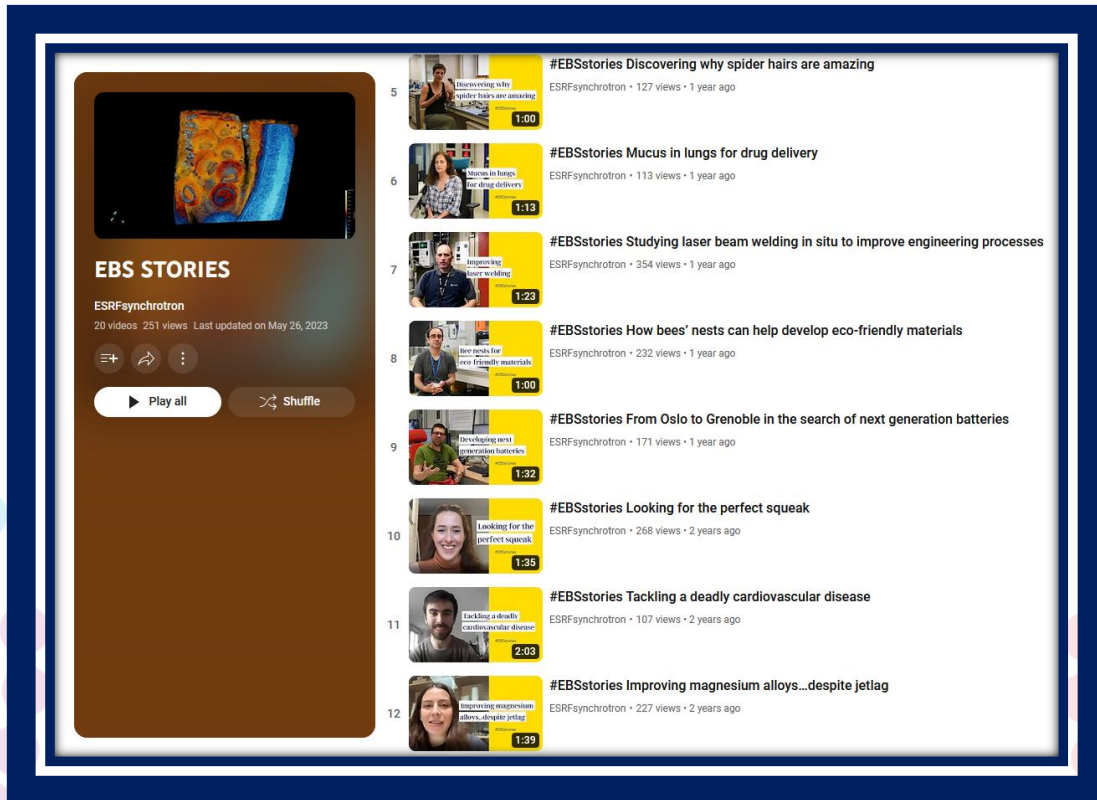 EBS STORIES
ESRFsynchrotron
20 videos 251 views Last updated on May 26, 2023
Play all
Shuffle
5
Discovering why
spider hairs are amazing
#EBSstories
1:00
#EBSstories Discovering why spider hairs are amazing
ESRFsynchrotron • 127 views • 1 year ago
6
Mucus in lungs
for drug delivery
#EBSstories
1:13
#EBSstories Mucus in lungs for drug delivery
ESRFsynchrotron • 113 views • 1 year ago
7
Improving
laser welding
#EBSstories
1:23
#EBSstories Studying laser beam welding in situ to improve engineering processes
ESRFsynchrotron • 354 views • 1 year ago
8
Bee nests for
eco-friendly materials
#EBSstories
1:00
#EBSstories How bees’ nests can help develop eco-friendly materials
ESRFsynchrotron • 232 views • 1 year ago
9
Developing next
generation batteries
#EBSstories
1:32
#EBSstories From Oslo to Grenoble in the search of next generation batteries
ESRFsynchrotron • 171 views • 1 year ago
10
Looking for the
perfect squeak
#EBSstories
1:35
#EBSstories Looking for the perfect squeak
ESRFsynchrotron • 268 views • 2 years ago
11
Tackling a deadly
cardiovascular disease
#EBSstories
2:03
#EBSstories Tackling a deadly cardiovascular disease
ESRFsynchrotron • 107 views • 2 years ago
12
Improving magnesium
alloys...despite jetlag
#EBSstories
1:39
#EBSstories Improving magnesium alloys…despite jetlag
ESRFsynchrotron • 227 views • 2 years ago